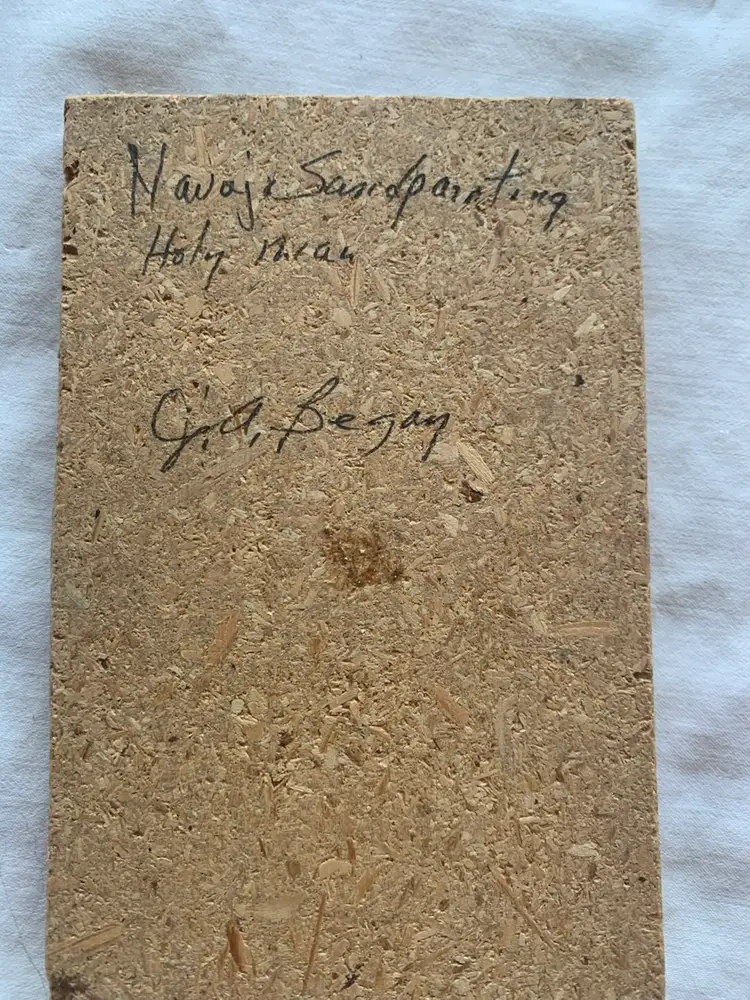 Navajo Sandpainting
Holy Man
G. A. Begay